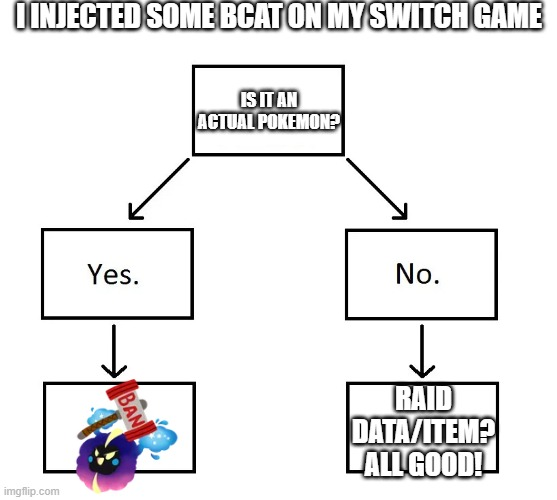 I INJECTED SOME BCAT ON MY SWITCH GAME
IS IT AN
ACTUAL POKEMON?
Yes.
No.
BAN
RAID
DATA/ITEM?
ALL GOOD!
imgflip.com